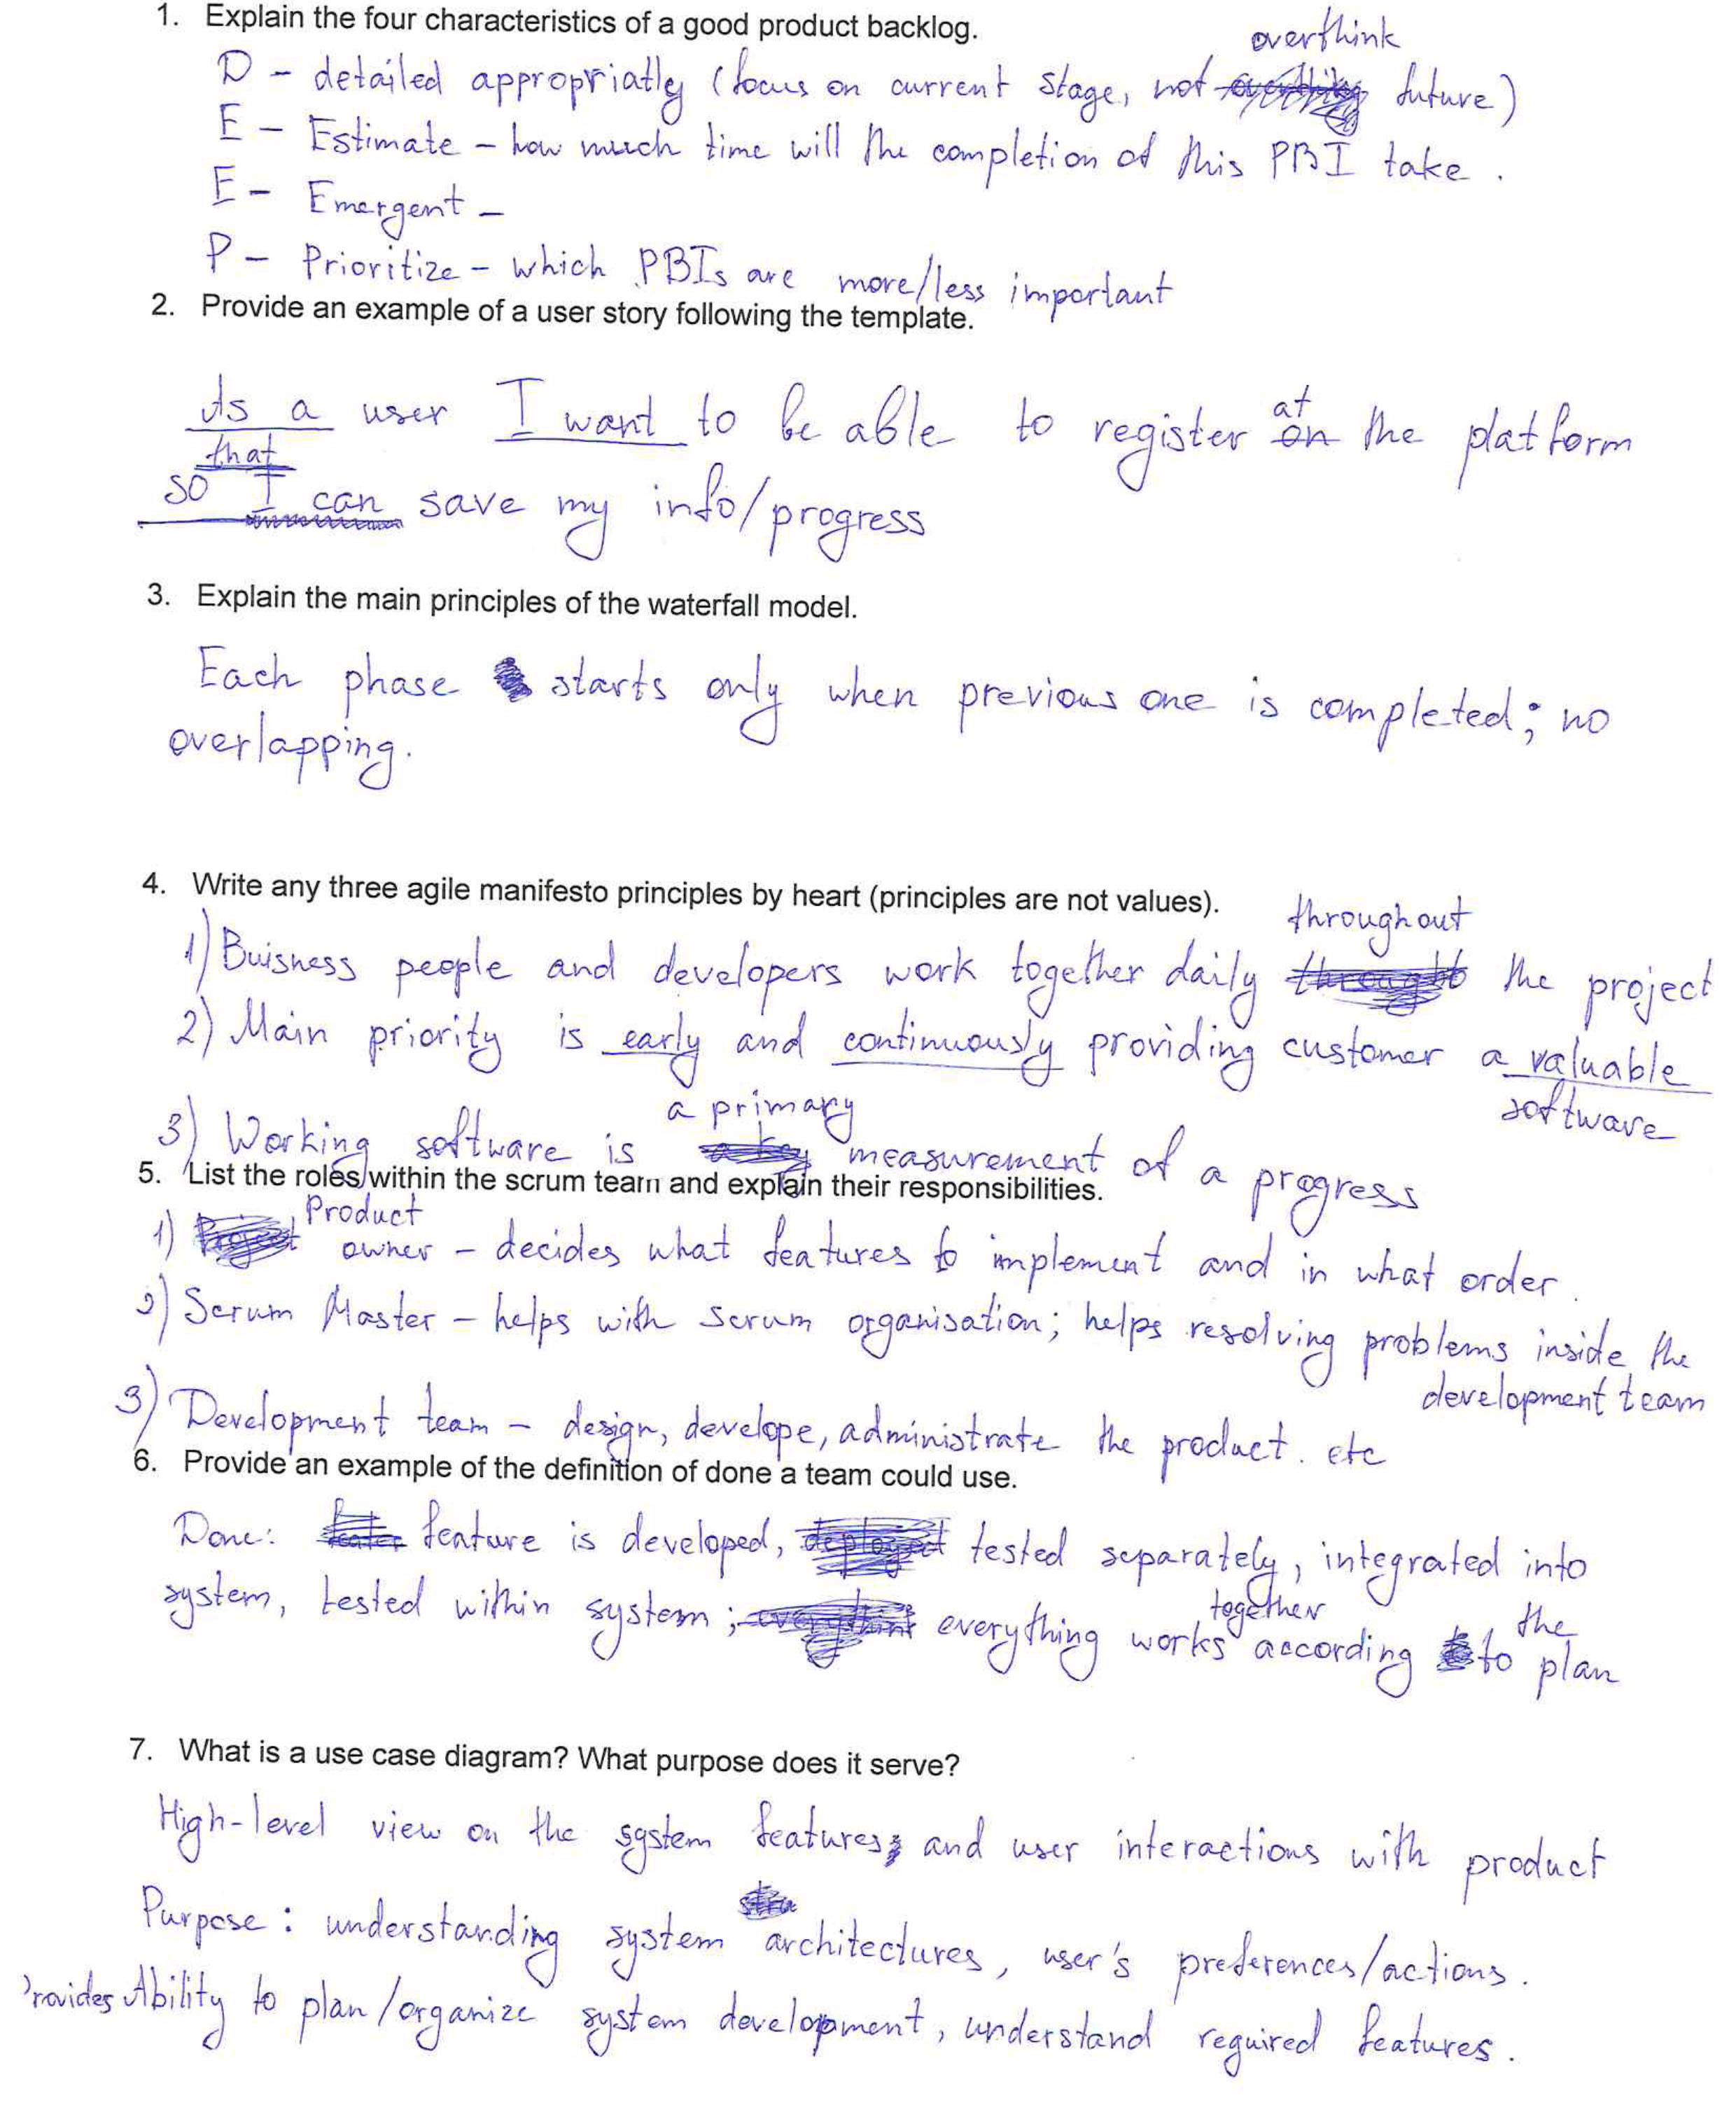 1. Explain the four characteristics of a good product backlog.
D - detailed appropriatly (focus on current stage, not overthink future)
E - Estimate - how much time will the completion of this PBI take.
E - Emergent -
P - Prioritize - which PBIs are more/less important
2. Provide an example of a user story following the template.
As a user I want to be able to register at the platform
so that I can save my info/progress
3. Explain the main principles of the waterfall model.
Each phase starts only when previous one is completed; no
overlapping.
4. Write any three agile manifesto principles by heart (principles are not values).
1) Buisness people and developers work together daily throughout the project
2) Main priority is early and continuously providing customer a valuable
software
3) Working software is a primary measurement of a progress
5. List the roles within the scrum team and explain their responsibilities.
1) Product owner - decides what features to implement and in what order.
2) Scrum Master - helps with scrum organisation; helps resolving problems inside the
development team
3) Development team - design, develope, administrate the product. etc
6. Provide an example of the definition of done a team could use.
Done: feature is developed, tested separately, integrated into
system, tested within system; everything works together according to the plan
7. What is a use case diagram? What purpose does it serve?
High-level view on the system features and user interactions with product
Purpose: understanding system architectures, user's preferences/actions.
rovides Ability to plan/organize system development, understand required features.